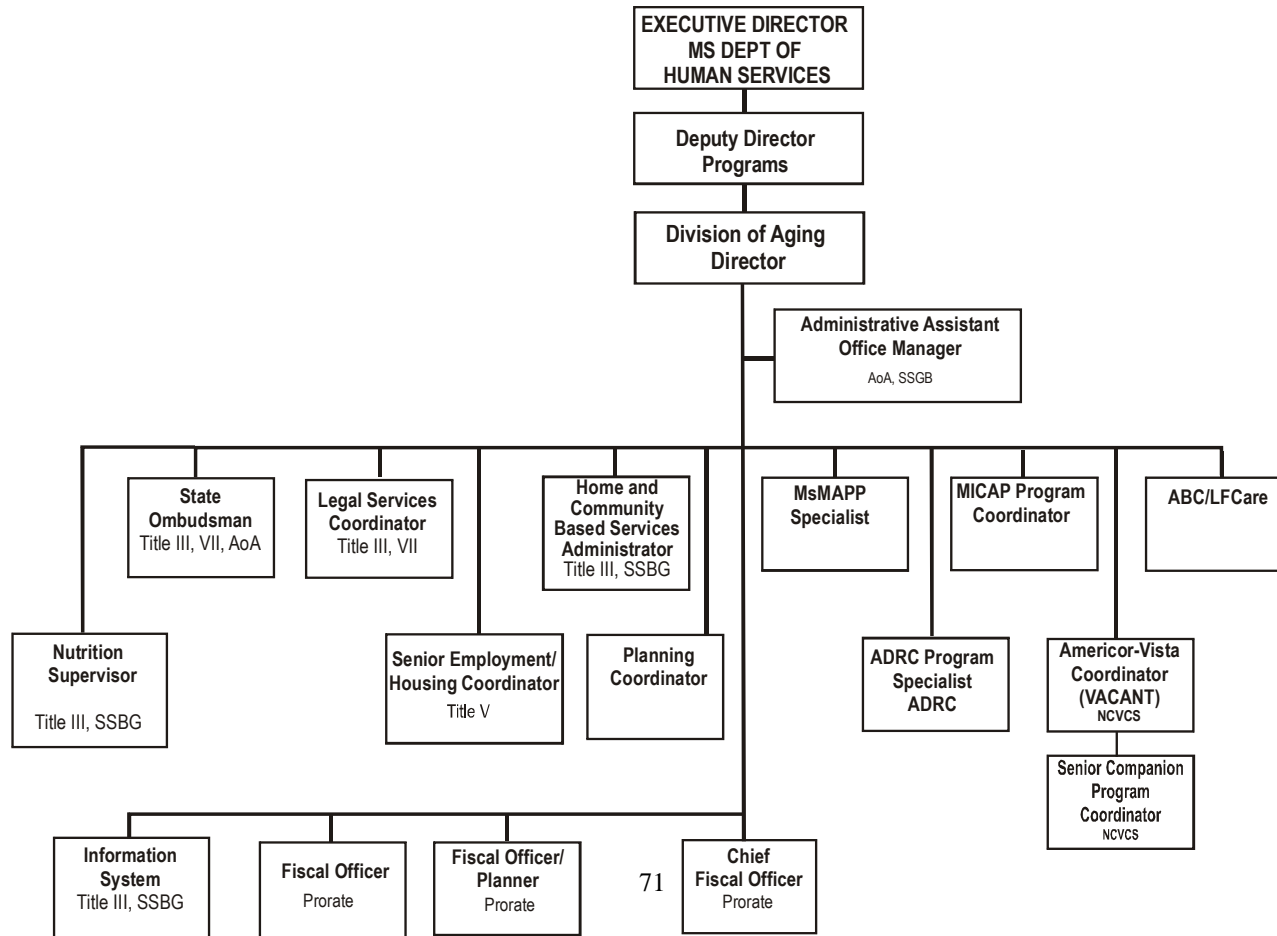 EXECUTIVE DIRECTOR
MS DEPT OF
HUMAN SERVICES
Deputy Director
Programs
Division of Aging
Director
Administrative Assistant
Office Manager
AoA, SSGB
State
Ombudsman
Title III, VII, AoA
Legal Services
Coordinator
Title III, VII
Home and
Community
Based Services
Administrator
Title III, SSBG
MsMAPP
Specialist
MICAP Program
Coordinator
ABC/LFCare
Nutrition
Supervisor
Title III, SSBG
Senior Employment/
Housing Coordinator
Title V
Planning
Coordinator
ADRC Program
Specialist
ADRC
Americor-Vista
Coordinator
(VACANT)
NCVCS
Senior Companion
Program
Coordinator
NCVCS
Information
System
Title III, SSBG
Fiscal Officer
Prorate
Fiscal Officer/
Planner
Prorate
71
Chief
Fiscal Officer
Prorate